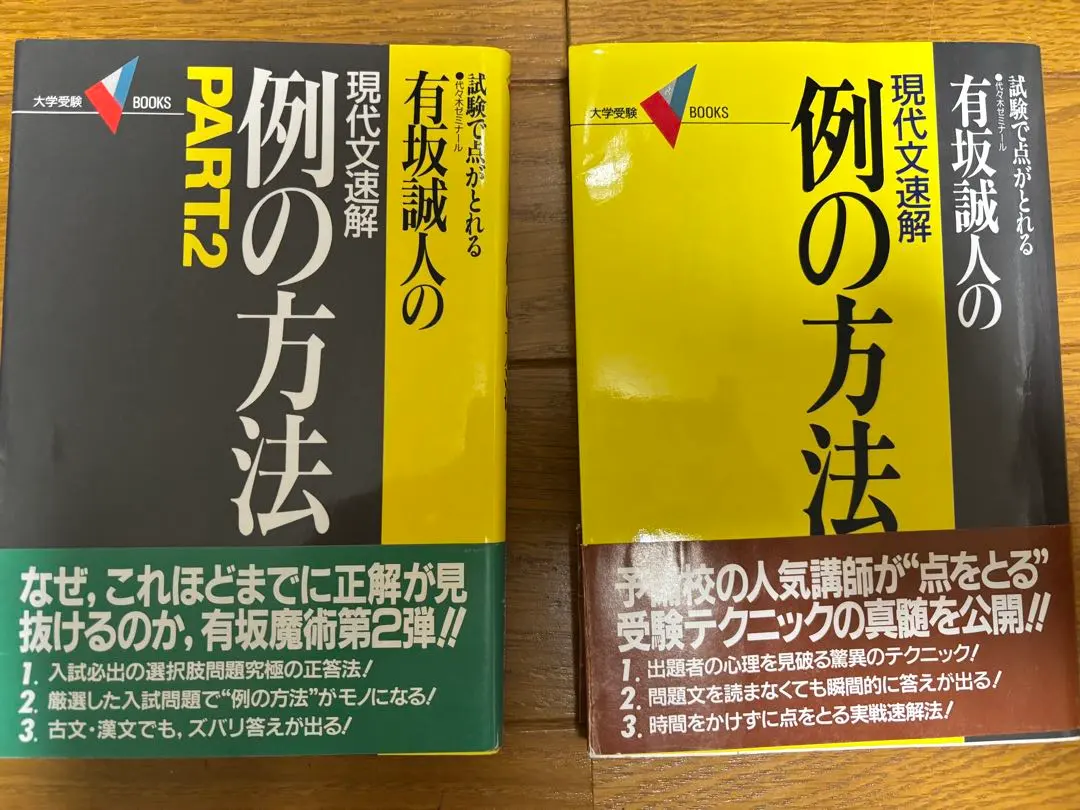 大学受験 BOOKS
試験で点がとれる
●代々木ゼミナール
有坂誠人の
現代文速解
例の方法
PART.2
なぜ,これほどまでに正解が見
抜けるのか,有坂魔術第2弾!!
1. 入試必出の選択肢問題究極の正答法!
2. 厳選した入試問題で“例の方法”がモノになる!
3. 古文・漢文でも,ズバリ答えが出る!
大学受験 BOOKS
試験で点がとれる
●代々木ゼミナール
有坂誠人の
現代文速解
例の方法
予備校の人気講師が“点をとる”
受験テクニックの真髄を公開!!
1. 出題者の心理を見破る驚異のテクニック!
2. 問題文を読まなくても瞬間的に答えが出る!
3. 時間をかけずに点をとる実戦速解法!